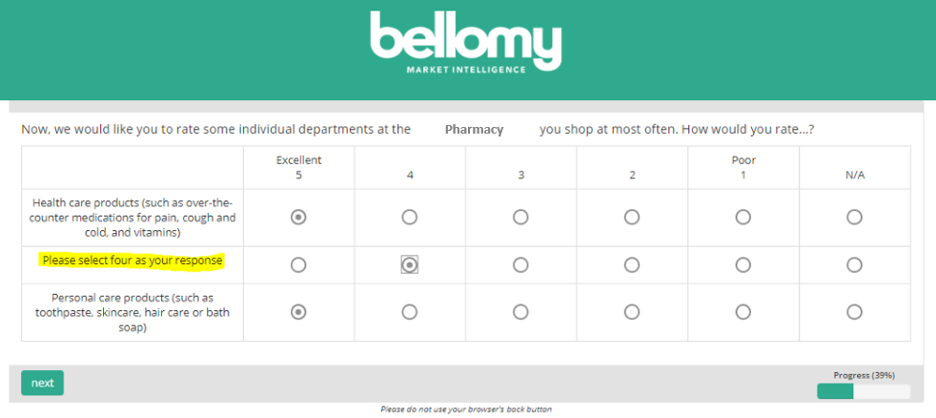 bellomy
MARKET INTELLIGENCE
Now, we would like you to rate some individual departments at the Pharmacy you shop at most often. How would you rate...?
Excellent
5 4 3 2
Poor
1 N/A
Health care products (such as over-the-
counter medications for pain, cough and
cold, and vitamins)
Please select four as your response
Personal care products (such as
toothpaste, skincare, hair care or bath
soap)
next
Progress (39%)
Please do not use your browser's back button